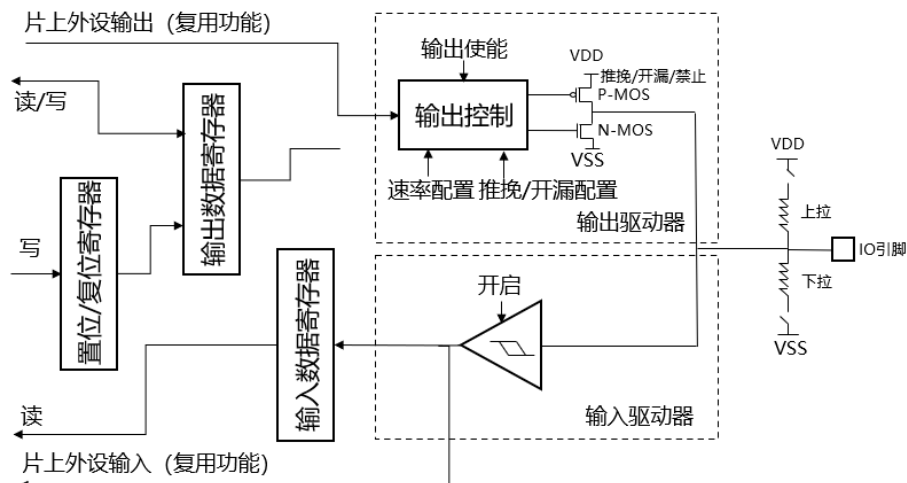 片上外设输出（复用功能）
读/写
写
置位/复位寄存器
输出数据寄存器
输出使能
输出控制
速率配置
推挽/开漏配置
VDD
推挽/开漏/禁止
P-MOS
N-MOS
VSS
输出驱动器
VDD
上拉
IO引脚
下拉
VSS
输入数据寄存器
开启
输入驱动器
读
片上外设输入（复用功能）